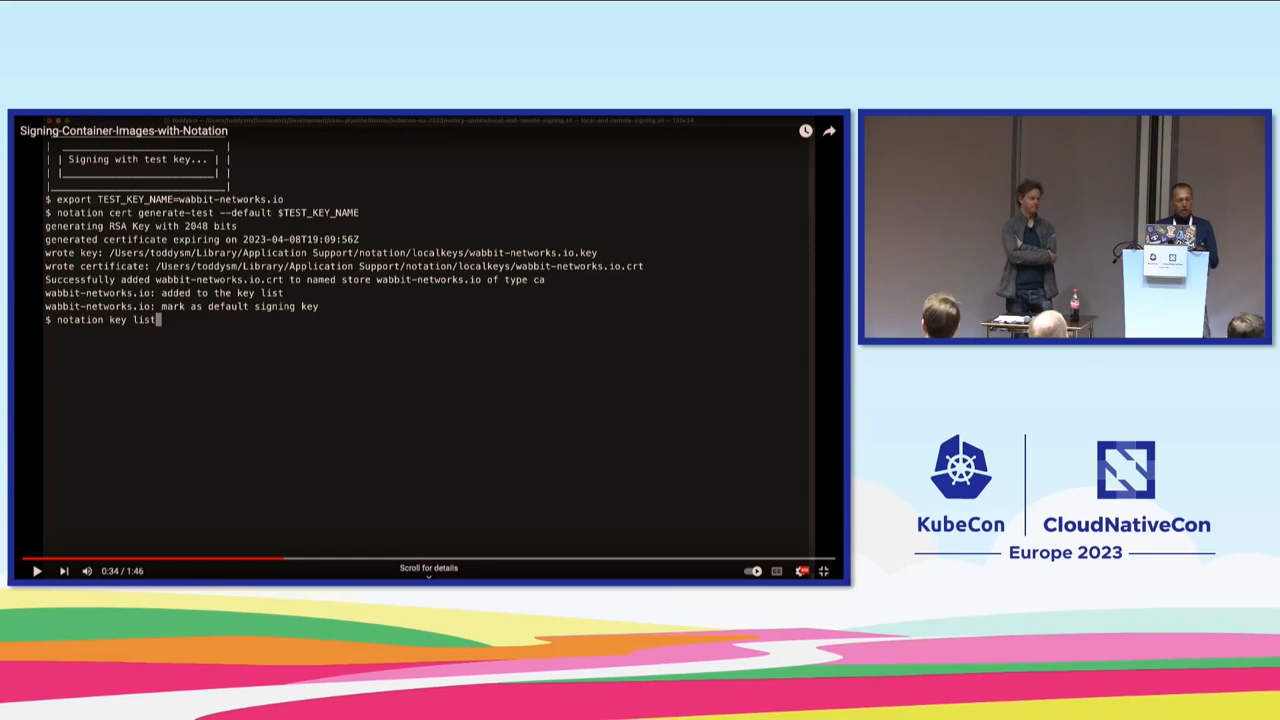 Signing-Container-Images-with-Notation
Signing with test key...
$ export TEST_KEY_NAME=wabbit-networks.io
$ notation cert generate-test --default $TEST_KEY_NAME
generating RSA Key with 2048 bits
generated certificate expiring on 2023-04-08T19:09:56Z
wrote key: /Users/toddysm/Library/Application Support/notation/localkeys/wabbit-networks.io.key
wrote certificate: /Users/toddysm/Library/Application Support/notation/localkeys/wabbit-networks.io.crt
Successfully added wabbit-networks.io.crt to named store wabbit-networks.io of type ca
wabbit-networks.io: added to the key list
wabbit-networks.io: mark as default signing key
$ notation key list
0:34 / 1:46
Scroll for details
KubeCon
CloudNativeCon
Europe 2023